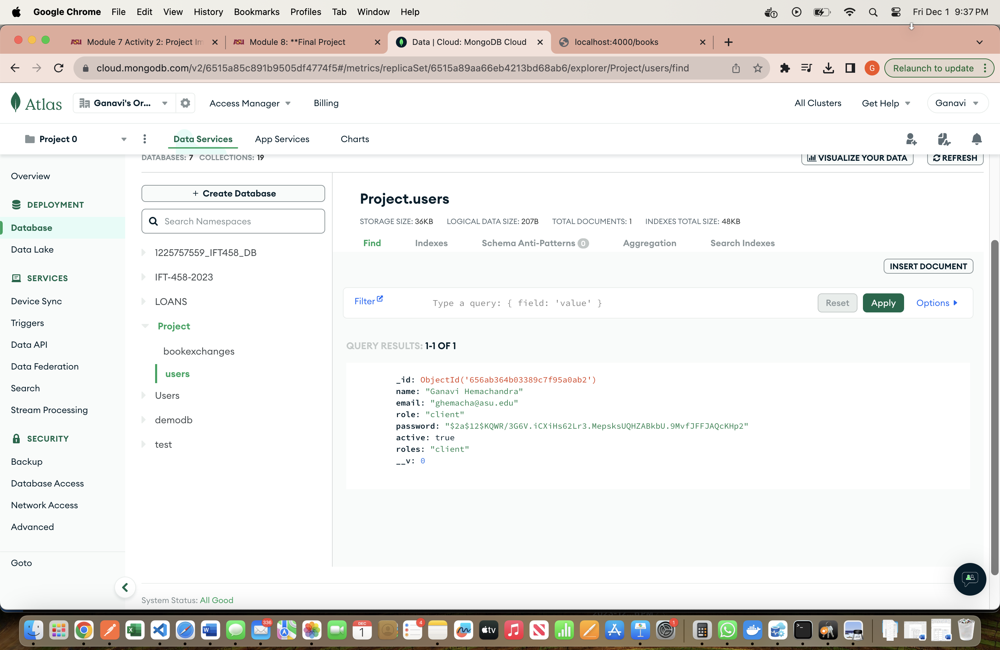 Google Chrome File Edit View History Bookmarks Profiles Tab Window Help Fri Dec 1 9:37 PM
ASU Module 7 Activity 2: Project Im ASU Module 8: **Final Project Data | Cloud: MongoDB Cloud localhost:4000/books
cloud.mongodb.com/v2/6515a85c891b9505df4774f5#/metrics/replicaSet/6515a89aa66eb4213bd68ab6/explorer/Project/users/find G Relaunch to update
Atlas Ganavi's Or... Access Manager Billing All Clusters Get Help Ganavi
Project 0 Data Services App Services Charts
DATABASES: 7 COLLECTIONS: 19 VISUALIZE YOUR DATA REFRESH
Overview
DEPLOYMENT
Database
Data Lake
SERVICES
Device Sync
Triggers
Data API
Data Federation
Search
Stream Processing
SECURITY
Backup
Database Access
Network Access
Advanced
Goto
+ Create Database
Search Namespaces
1225757559_IFT458_DB
IFT-458-2023
LOANS
Project
bookexchanges
users
Users
demodb
test
Project.users
STORAGE SIZE: 36KB LOGICAL DATA SIZE: 207B TOTAL DOCUMENTS: 1 INDEXES TOTAL SIZE: 48KB
Find Indexes Schema Anti-Patterns 0 Aggregation Search Indexes
INSERT DOCUMENT
Filter Type a query: { field: 'value' } Reset Apply Options
QUERY RESULTS: 1-1 OF 1
_id: ObjectId('656ab364b03389c7f95a0ab2')
name: "Ganavi Hemachandra"
email: "ghemacha@asu.edu"
role: "client"
password: "$2a$12$KQWR/3G6V.iCXiHs62Lr3.MepsksUQHZABkbU.9MvfJFFJAQcKHp2"
active: true
roles: "client"
__v: 0
System Status: All Good
336 DEC 1 4 tv 1